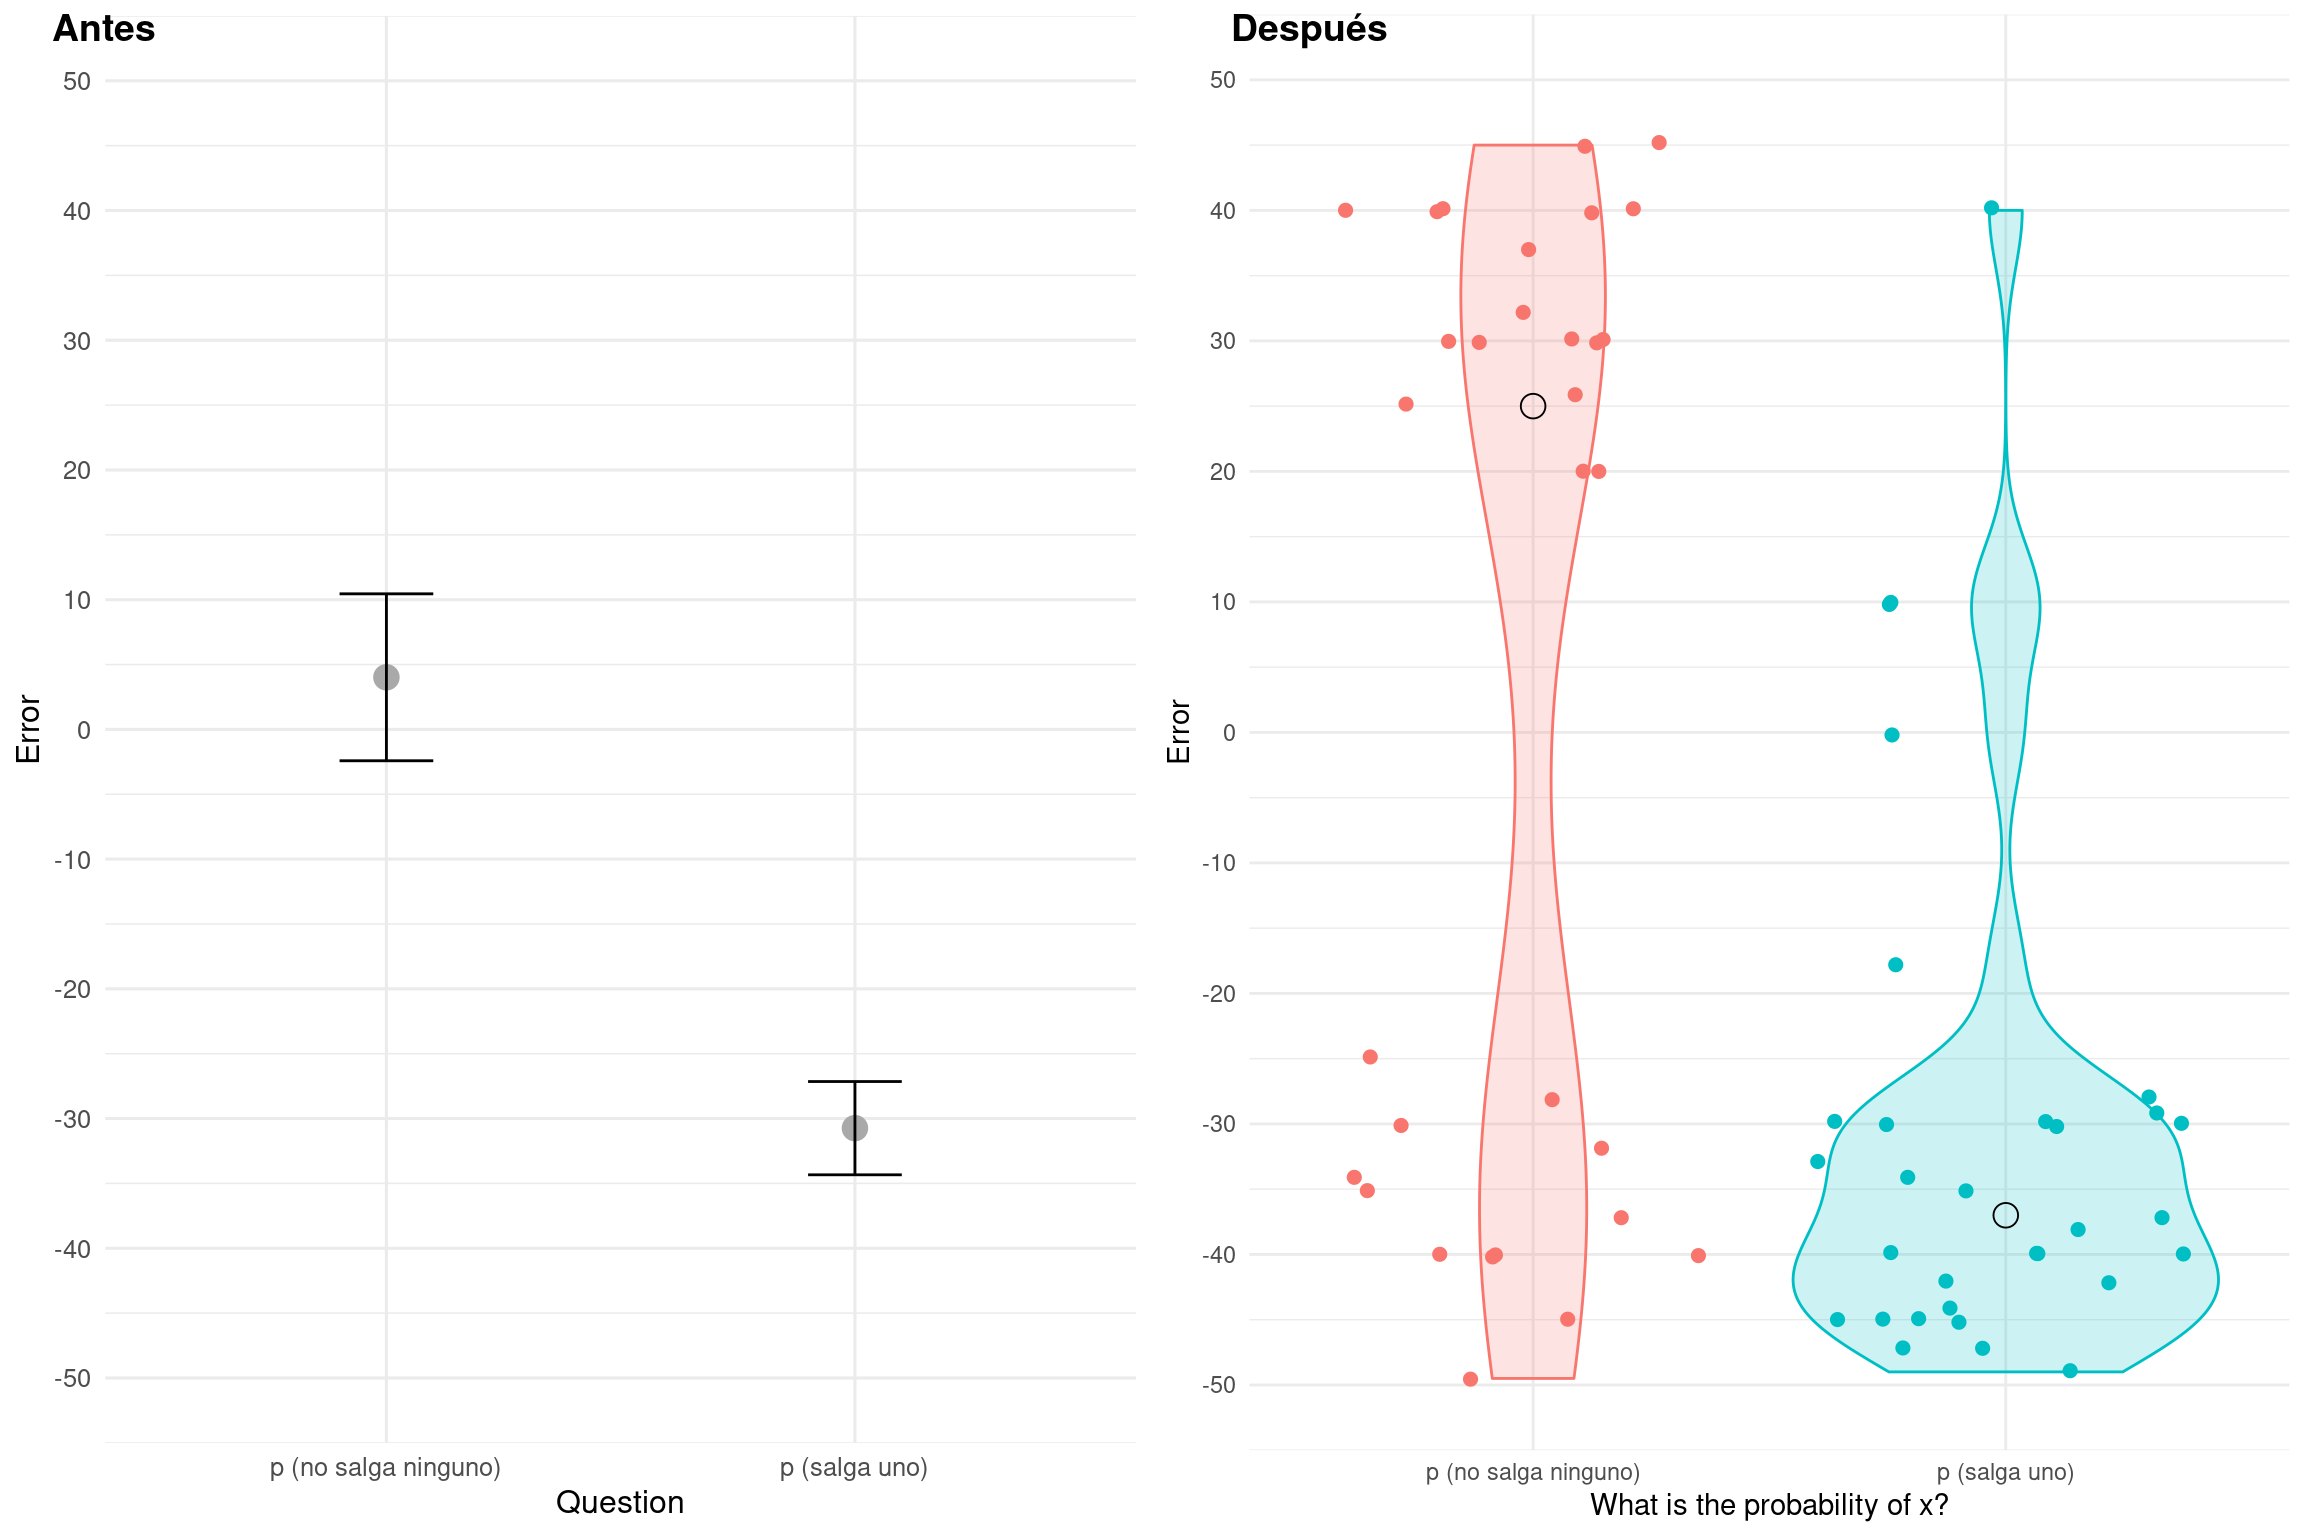 Antes
50
40
30
20
10
0
-10
-20
-30
-40
-50
Error
p (no salga ninguno)
p (salga uno)
Question
Después
50
40
30
20
10
0
-10
-20
-30
-40
-50
Error
p (no salga ninguno)
p (salga uno)
What is the probability of x?